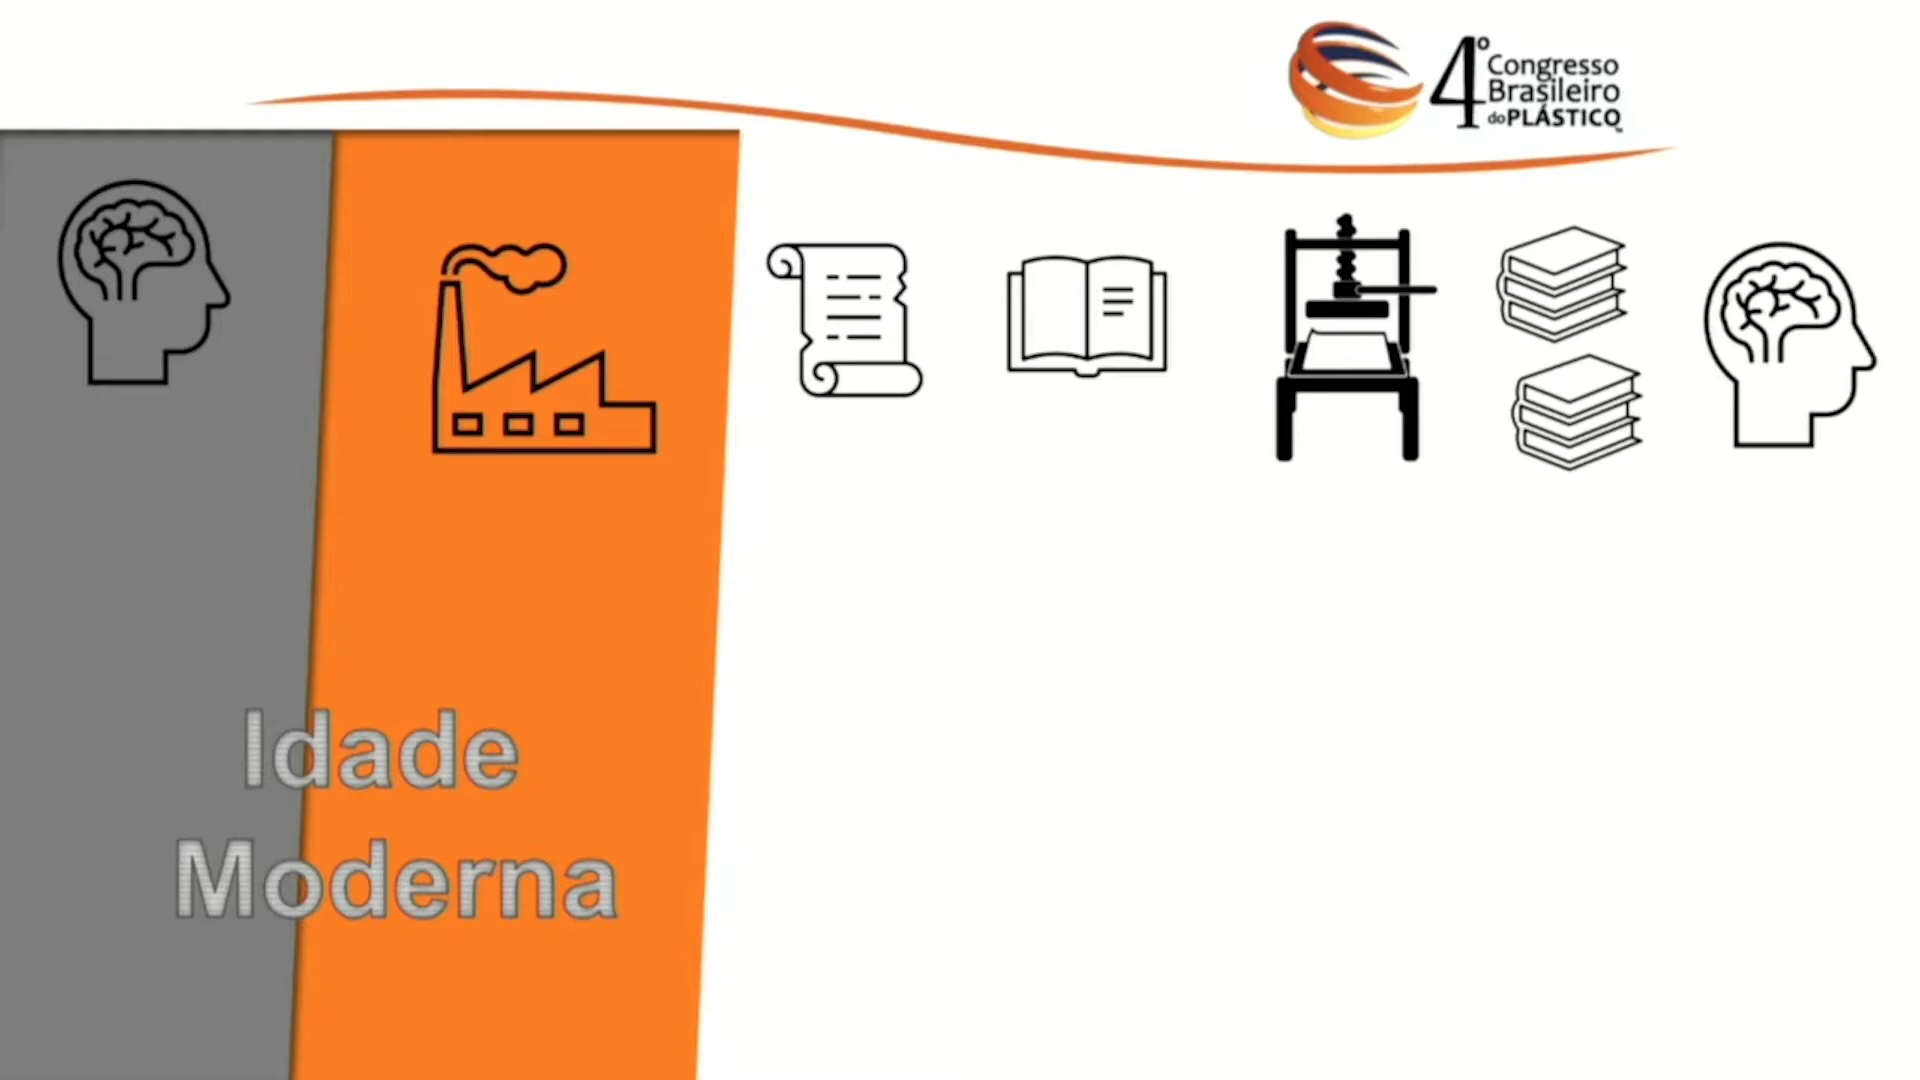 4º Congresso
Brasileiro
do PLÁSTICO
Idade
Moderna